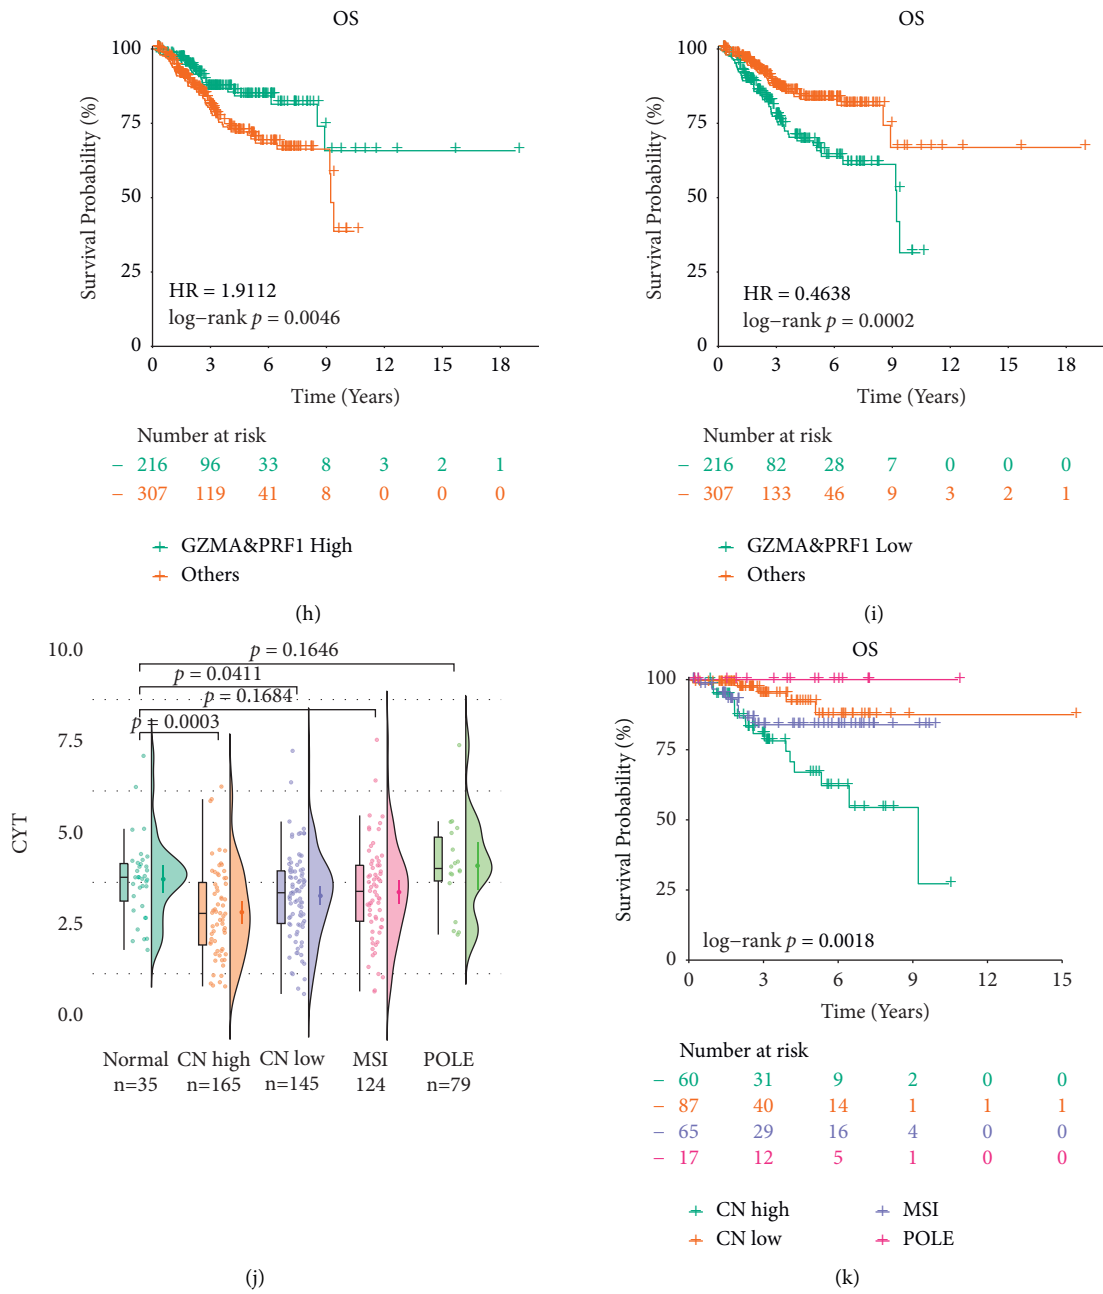 OS
100
75
50
25
0
Survival Probability (%)
HR = 1.9112
log−rank p = 0.0046
0 3 6 9 12 15 18
Time (Years)
Number at risk
− 216 96 33 8 3 2 1
− 307 119 41 8 0 0 0
GZMA&PRF1 High
Others
(h)
OS
100
75
50
25
0
Survival Probability (%)
HR = 0.4638
log−rank p = 0.0002
0 3 6 9 12 15 18
Time (Years)
Number at risk
− 216 82 28 7 0 0 0
− 307 133 46 9 3 2 1
GZMA&PRF1 Low
Others
(i)
10.0
7.5
5.0
2.5
0.0
CYT
p = 0.1646
p = 0.0411
p = 0.1684
p = 0.0003
Normal CN high CN low MSI POLE
n=35 n=165 n=145 124 n=79
(j)
OS
100
75
50
25
0
Survival Probability (%)
log−rank p = 0.0018
0 3 6 9 12 15
Time (Years)
Number at risk
− 60 31 9 2 0 0
− 87 40 14 1 1 1
− 65 29 16 4 0 0
− 17 12 5 1 0 0
CN high MSI
CN low POLE
(k)